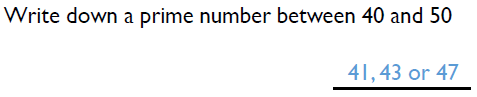 Write down a prime number between 40 and 50
41, 43 or 47